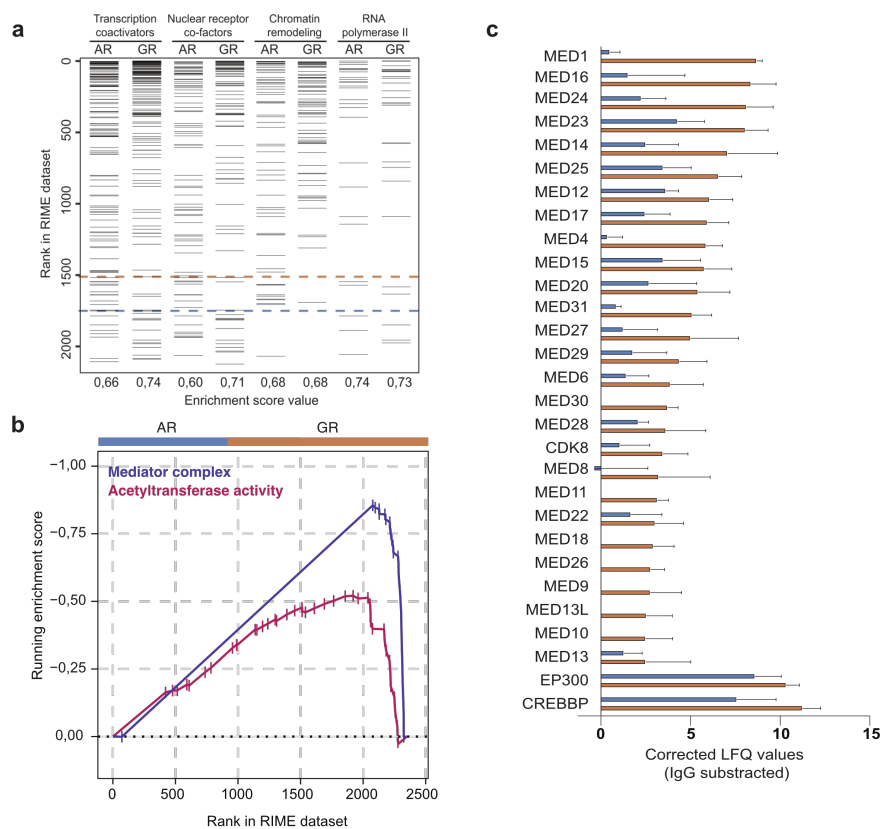 a
Transcription coactivators
Nuclear receptor co-factors
Chromatin remodeling
RNA polymerase II
AR GR AR GR AR GR AR GR
Rank in RIME dataset
0
500
1000
1500
2000
0,66 0,74 0,60 0,71 0,68 0,68 0,74 0,73
Enrichment score value
b
AR GR
Mediator complex
Acetyltransferase activity
Running enrichment score
−1,00
−0,75
−0,50
−0,25
0,00
0 500 1000 1500 2000 2500
Rank in RIME dataset
c
MED1
MED16
MED24
MED23
MED14
MED25
MED12
MED17
MED4
MED15
MED20
MED31
MED27
MED29
MED6
MED30
MED28
CDK8
MED8
MED11
MED22
MED18
MED26
MED9
MED13L
MED10
MED13
EP300
CREBBP
0 5 10 15
Corrected LFQ values
(IgG substracted)